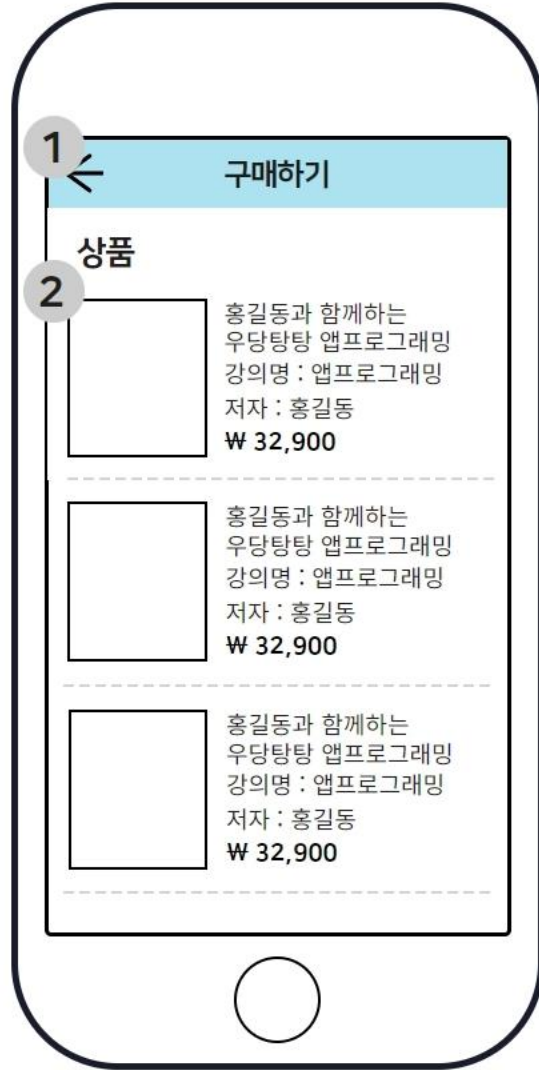 1
구매하기
상품
2
홍길동과 함께하는
우당탕탕 앱프로그래밍
강의명 : 앱프로그래밍
저자 : 홍길동
₩ 32,900
홍길동과 함께하는
우당탕탕 앱프로그래밍
강의명 : 앱프로그래밍
저자 : 홍길동
₩ 32,900
홍길동과 함께하는
우당탕탕 앱프로그래밍
강의명 : 앱프로그래밍
저자 : 홍길동
₩ 32,900